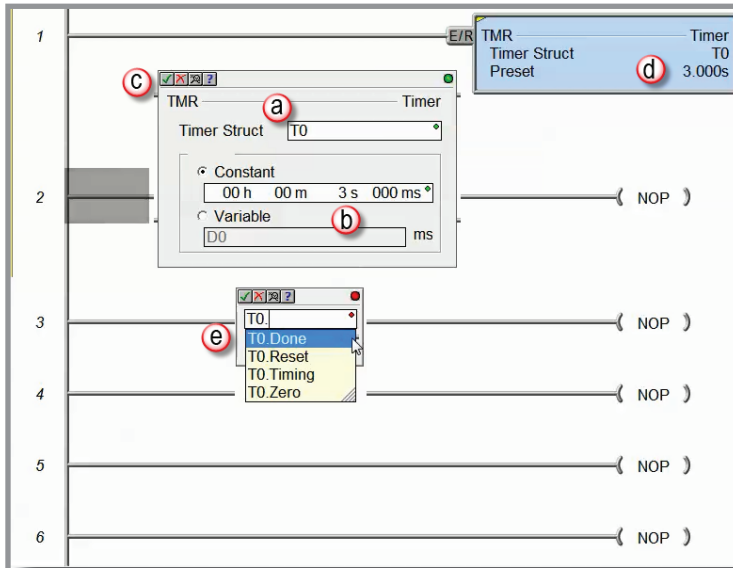 1
E/R
TMR Timer
Timer Struct T0
Preset 3.000s
d
c
?
TMR Timer
a
Timer Struct T0
Constant
00 h 00 m 3 s 000 ms
Variable
b
D0 ms
2
NOP
?
3
T0.
NOP
e
T0.Done
T0.Reset
T0.Timing
T0.Zero
4
NOP
5
NOP
6
NOP